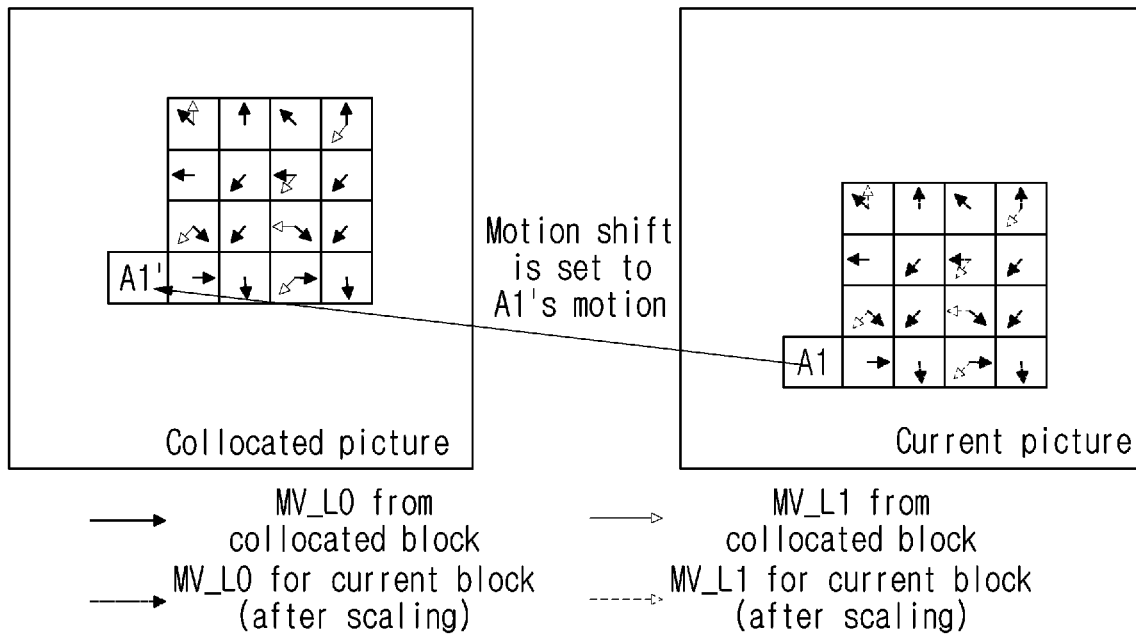 Motion shift
is set to
A1's motion
A1'
A1
Collocated picture
Current picture
MV_L0 from
collocated block
MV_L1 from
collocated block
MV_L0 for current block
(after scaling)
MV_L1 for current block
(after scaling)